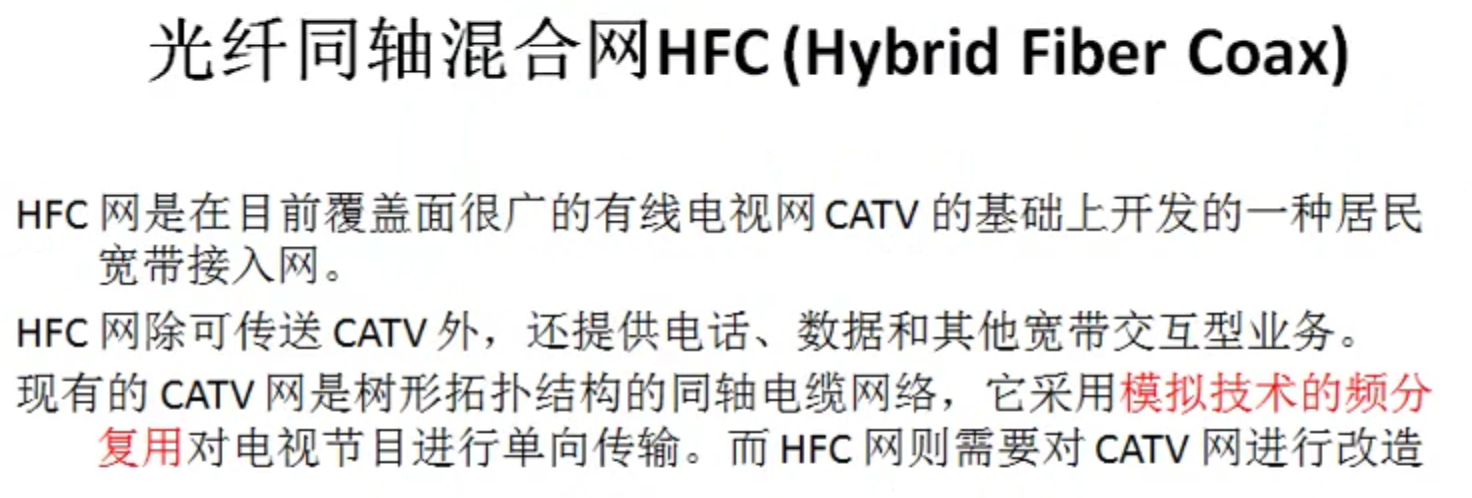 光纤同轴混合网HFC (Hybrid Fiber Coax)
HFC 网是在目前覆盖面很广的有线电视网 CATV 的基础上开发的一种居民
宽带接入网。
HFC 网除可传送 CATV 外，还提供电话、数据和其他宽带交互型业务。
现有的 CATV 网是树形拓扑结构的同轴电缆网络，它采用模拟技术的频分
复用对电视节目进行单向传输。而 HFC 网则需要对 CATV 网进行改造